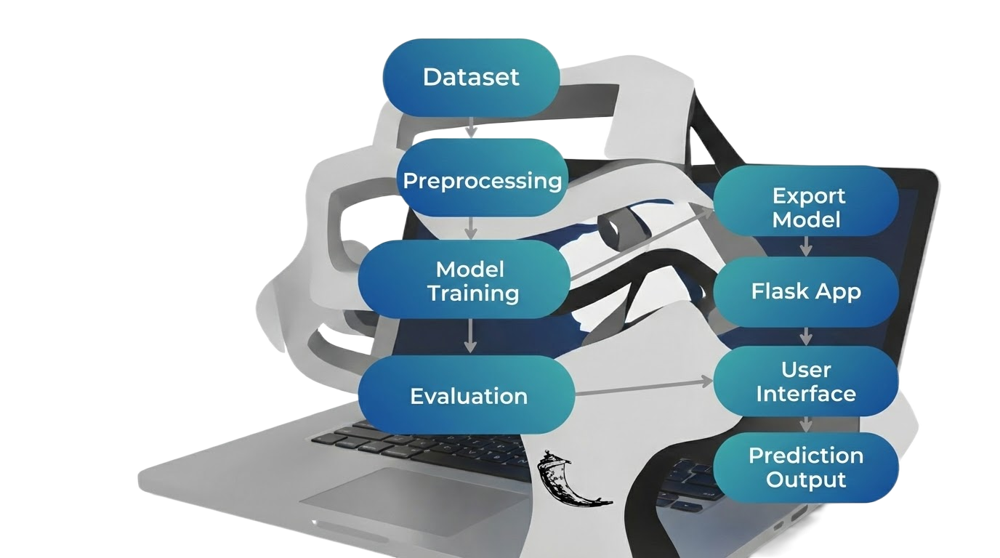 Dataset
Preprocessing
Model
Training
Evaluation
Export
Model
Flask App
User
Interface
Prediction
Output